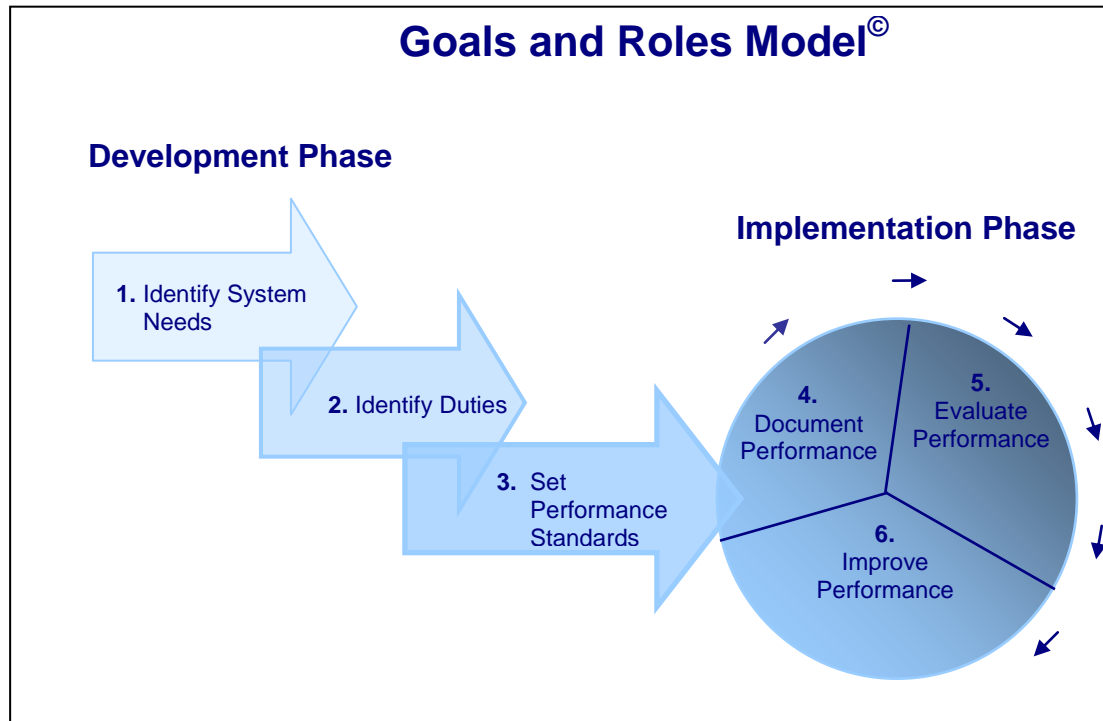 Goals and Roles Model©
Development Phase
1. Identify System
Needs
2. Identify Duties
3. Set
Performance
Standards
Implementation Phase
4.
Document
Performance
5.
Evaluate
Performance
6.
Improve
Performance